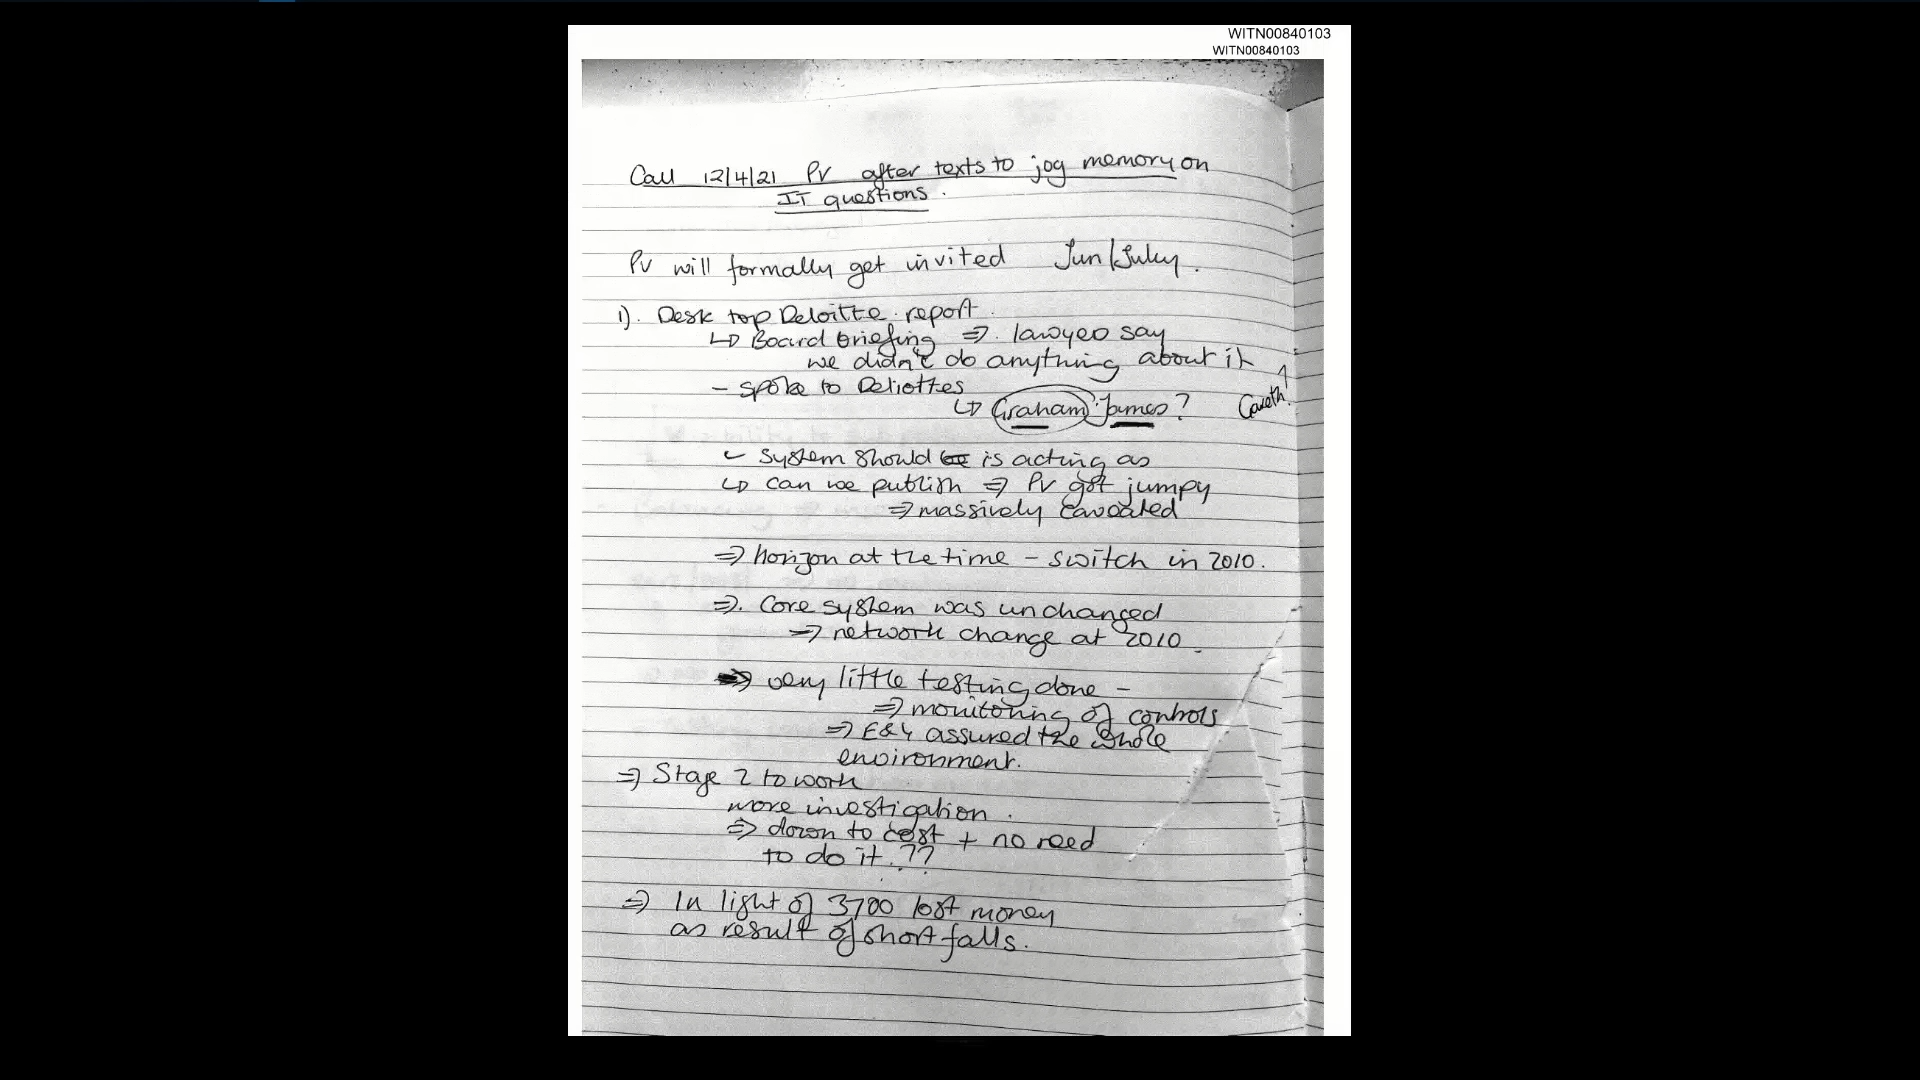 WITN00840103
WITN00840103
Call 12/4/21 PV after texts to jog memory on
IT questions.
PV will formally get invited Jun/July.
1). Desk top Deloitte report.
↳ Board briefing ⇒. lawyeo say
we didn't do anything about it
- spoke to Deliottes
↳ Graham James?
Gareth.
system should be is acting as
↳ can we publish ⇒ PV got jumpy
⇒ massively caveated
⇒ horizon at the time - switch in 2010.
⇒. Core system was unchanged
⇒ network change at 2010.
⇒ very little testing done -
⇒ monitoring of controls
⇒ E&Y assured the whole
environment.
⇒ Stage 2 to work
more investigation.
⇒ down to cost + no need
to do it.??
⇒ In light of 3700 lost money
as result of short falls.